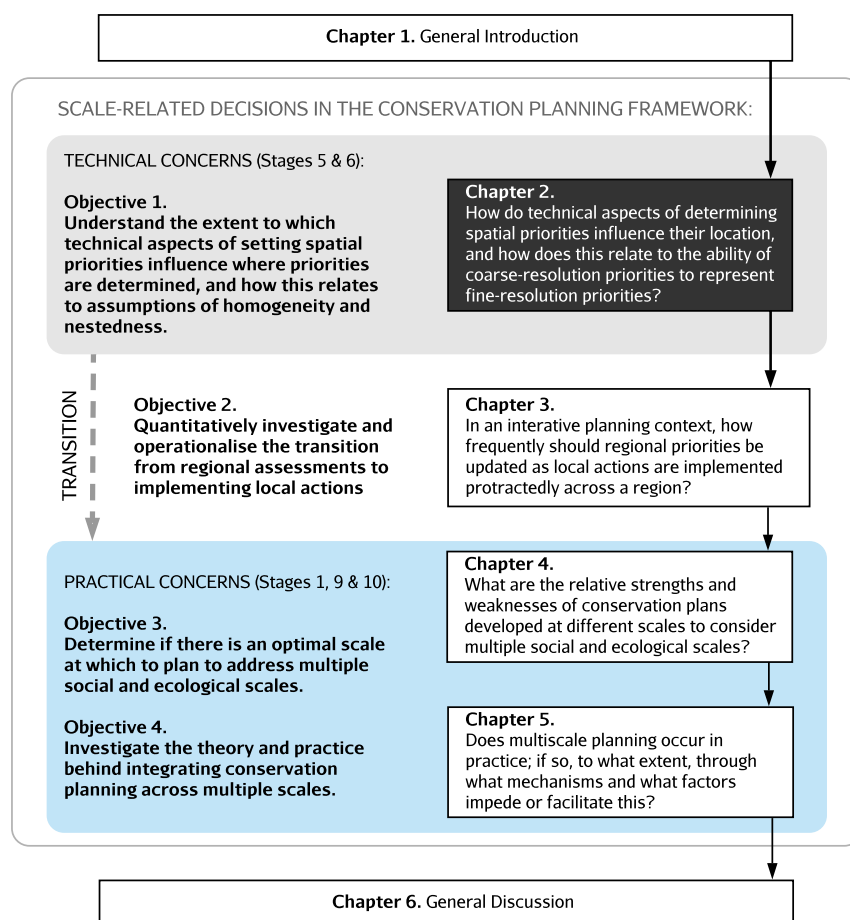 Chapter 1. General Introduction
SCALE-RELATED DECISIONS IN THE CONSERVATION PLANNING FRAMEWORK:
TECHNICAL CONCERNS (Stages 5 & 6):
Objective 1.
Understand the extent to which
technical aspects of setting spatial
priorities influence where priorities
are determined, and how this relates
to assumptions of homogeneity and
nestedness.
Chapter 2.
How do technical aspects of determining
spatial priorities influence their location,
and how does this relate to the ability of
coarse-resolution priorities to represent
fine-resolution priorities?
TRANSITION
Objective 2.
Quantitatively investigate and
operationalise the transition
from regional assessments to
implementing local actions
Chapter 3.
In an interative planning context, how
frequently should regional priorities be
updated as local actions are implemented
protractedly across a region?
PRACTICAL CONCERNS (Stages 1, 9 & 10):
Objective 3.
Determine if there is an optimal scale
at which to plan to address multiple
social and ecological scales.
Chapter 4.
What are the relative strengths and
weaknesses of conservation plans
developed at different scales to consider
multiple social and ecological scales?
Objective 4.
Investigate the theory and practice
behind integrating conservation
planning across multiple scales.
Chapter 5.
Does multiscale planning occur in
practice; if so, to what extent, through
what mechanisms and what factors
impede or facilitate this?
Chapter 6. General Discussion